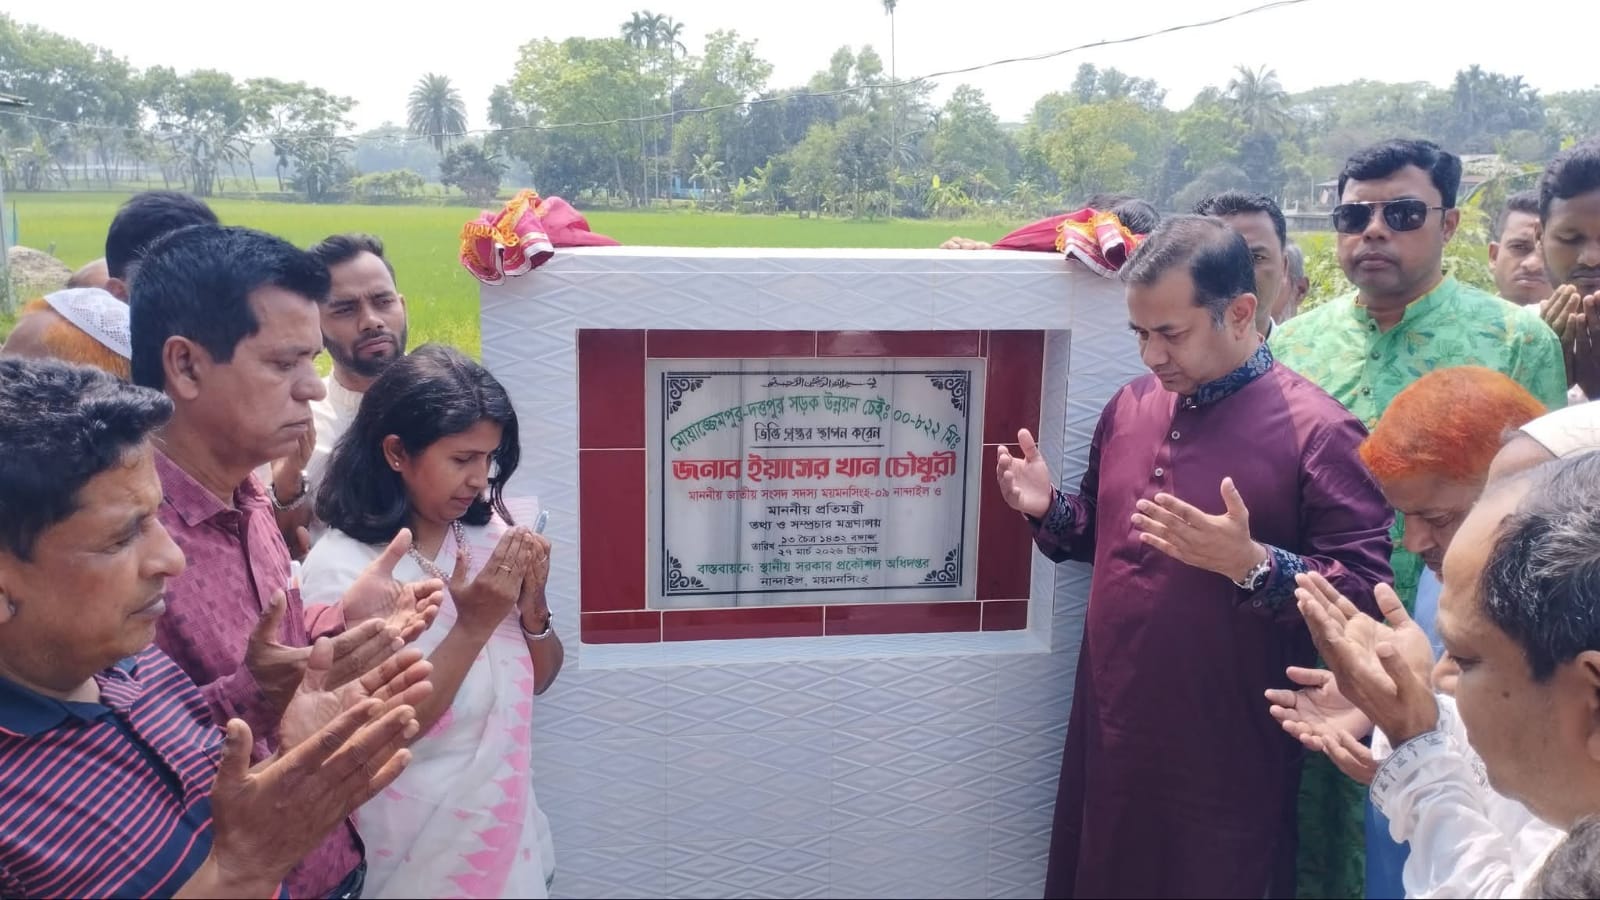 মোয়াজ্জেমপুর-দত্তপুর সড়ক উন্নয়ন চেইঃ ০০-৮২২ মিঃ
ভিত্তি প্রস্তর স্থাপন করেন
জনাব ইয়াসের খান চৌধুরী
মাননীয় জাতীয় সংসদ সদস্য ময়মনসিংহ-০৯ নান্দাইল ও
মাননীয় প্রতিমন্ত্রী
তথ্য ও সম্প্রচার মন্ত্রণালয়
তারিখ ১৩ চৈত্র ১৪৩২ বঙ্গাব্দ
২৭ মার্চ ২০২৬ খ্রিস্টাব্দ
বাস্তবায়নে: স্থানীয় সরকার প্রকৌশল অধিদপ্তর
নান্দাইল, ময়মনসিংহ